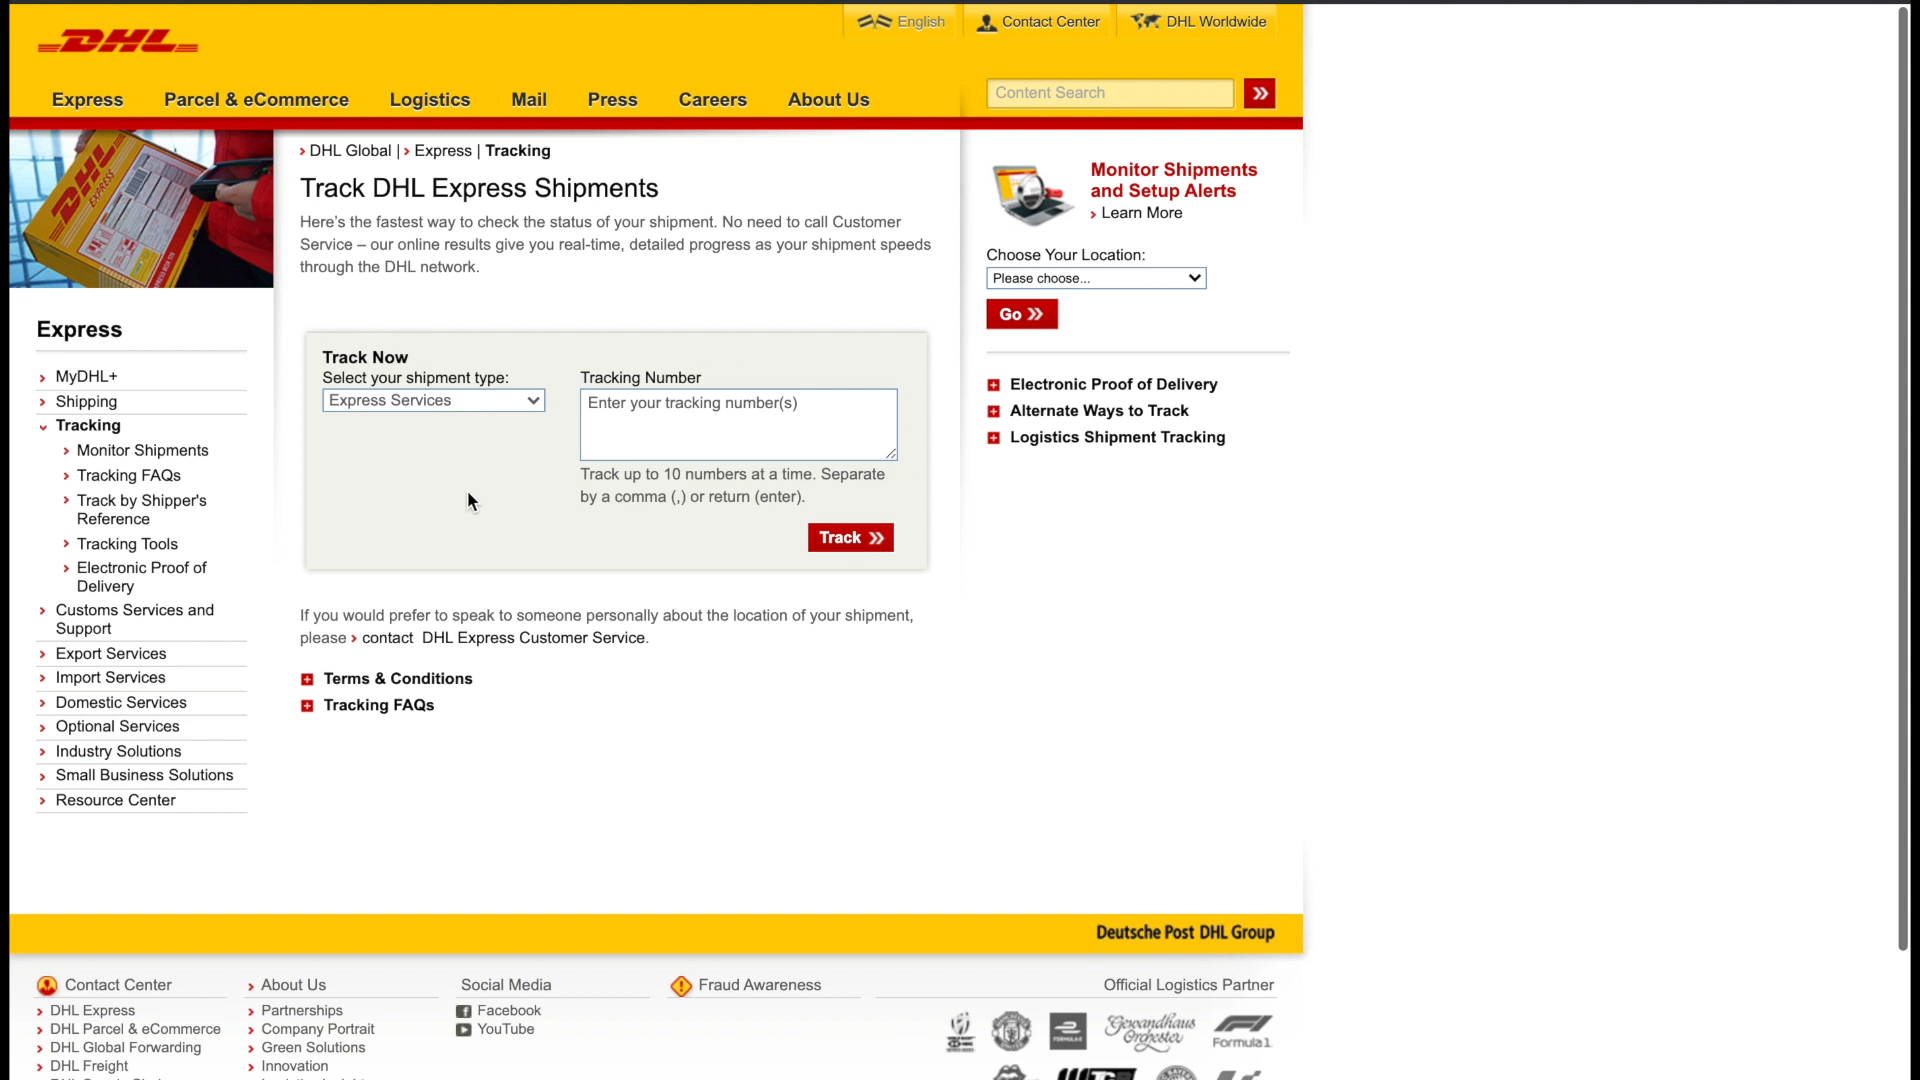 English
Contact Center
DHL Worldwide
DHL
Express
Parcel & eCommerce
Logistics
Mail
Press
Careers
About Us
Content Search
DHL Global | Express | Tracking
Track DHL Express Shipments
Here's the fastest way to check the status of your shipment. No need to call Customer
Service – our online results give you real-time, detailed progress as your shipment speeds
through the DHL network.
Track Now
Select your shipment type:
Express Services
Tracking Number
Enter your tracking number(s)
Track up to 10 numbers at a time. Separate
by a comma (,) or return (enter).
Track
If you would prefer to speak to someone personally about the location of your shipment,
please contact DHL Express Customer Service.
Terms & Conditions
Tracking FAQs
Monitor Shipments
and Setup Alerts
Learn More
Choose Your Location:
Please choose...
Go
Electronic Proof of Delivery
Alternate Ways to Track
Logistics Shipment Tracking
DHL
EXPRESS
Express
MyDHL+
Shipping
Tracking
Monitor Shipments
Tracking FAQs
Track by Shipper's
Reference
Tracking Tools
Electronic Proof of
Delivery
Customs Services and
Support
Export Services
Import Services
Domestic Services
Optional Services
Industry Solutions
Small Business Solutions
Resource Center
Deutsche Post DHL Group
Contact Center
DHL Express
DHL Parcel & eCommerce
DHL Global Forwarding
DHL Freight
About Us
Partnerships
Company Portrait
Green Solutions
Innovation
Social Media
Facebook
YouTube
Fraud Awareness
Official Logistics Partner
Gewandhaus
Orchester
Formula 1